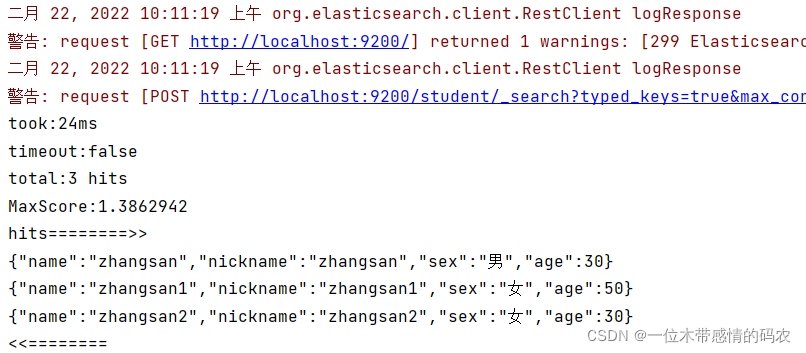 二月 22, 2022 10:11:19 上午 org.elasticsearch.client.RestClient logResponse
警告: request [GET http://localhost:9200/] returned 1 warnings: [299 Elasticsearc
二月 22, 2022 10:11:19 上午 org.elasticsearch.client.RestClient logResponse
警告: request [POST http://localhost:9200/student/_search?typed_keys=true&max_con
took:24ms
timeout:false
total:3 hits
MaxScore:1.3862942
hits========>>
{"name":"zhangsan","nickname":"zhangsan","sex":"男","age":30}
{"name":"zhangsan1","nickname":"zhangsan1","sex":"女","age":50}
{"name":"zhangsan2","nickname":"zhangsan2","sex":"女","age":30}
<<========
CSDN @一位木带感情的码农